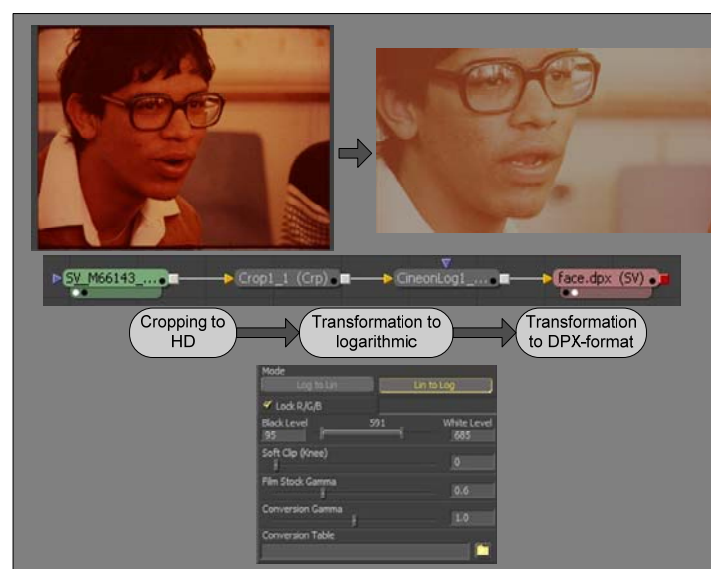 SV_M66143_... Crop1_1 (Crp) CineonLog1_... face.dpx (SV)
Cropping to
HD
Transformation to
logarithmic
Transformation
to DPX-format
Mode
Log to Lin Lin to Log
Lock R/G/B
Black Level 591 White Level
95 685
Soft Clip (Knee)
0
Film Stock Gamma
0.6
Conversion Gamma
1.0
Conversion Table